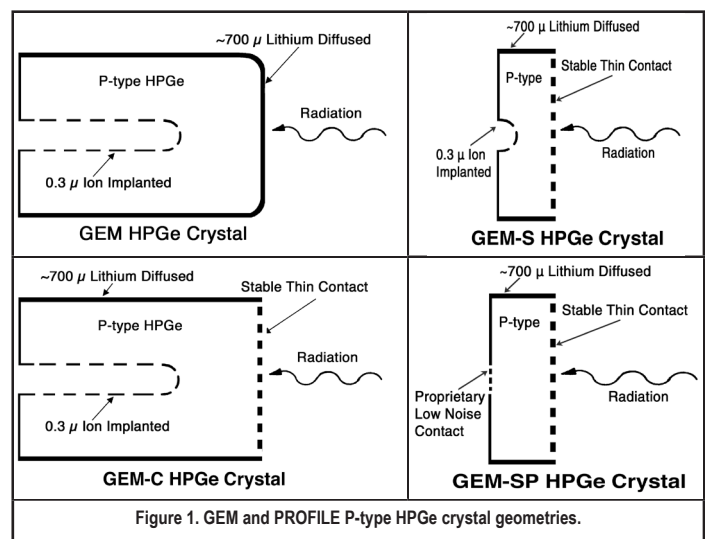 ~700 μ Lithium Diffused
P-type HPGe
Radiation
0.3 μ Ion Implanted
GEM HPGe Crystal
~700 μ Lithium Diffused
P-type
Stable Thin Contact
0.3 μ Ion
Implanted
Radiation
GEM-S HPGe Crystal
~700 μ Lithium Diffused
Stable Thin Contact
P-type HPGe
Radiation
0.3 μ Ion Implanted
GEM-C HPGe Crystal
~700 μ Lithium Diffused
P-type
Stable Thin Contact
Proprietary
Low Noise
Contact
Radiation
GEM-SP HPGe Crystal
Figure 1. GEM and PROFILE P-type HPGe crystal geometries.